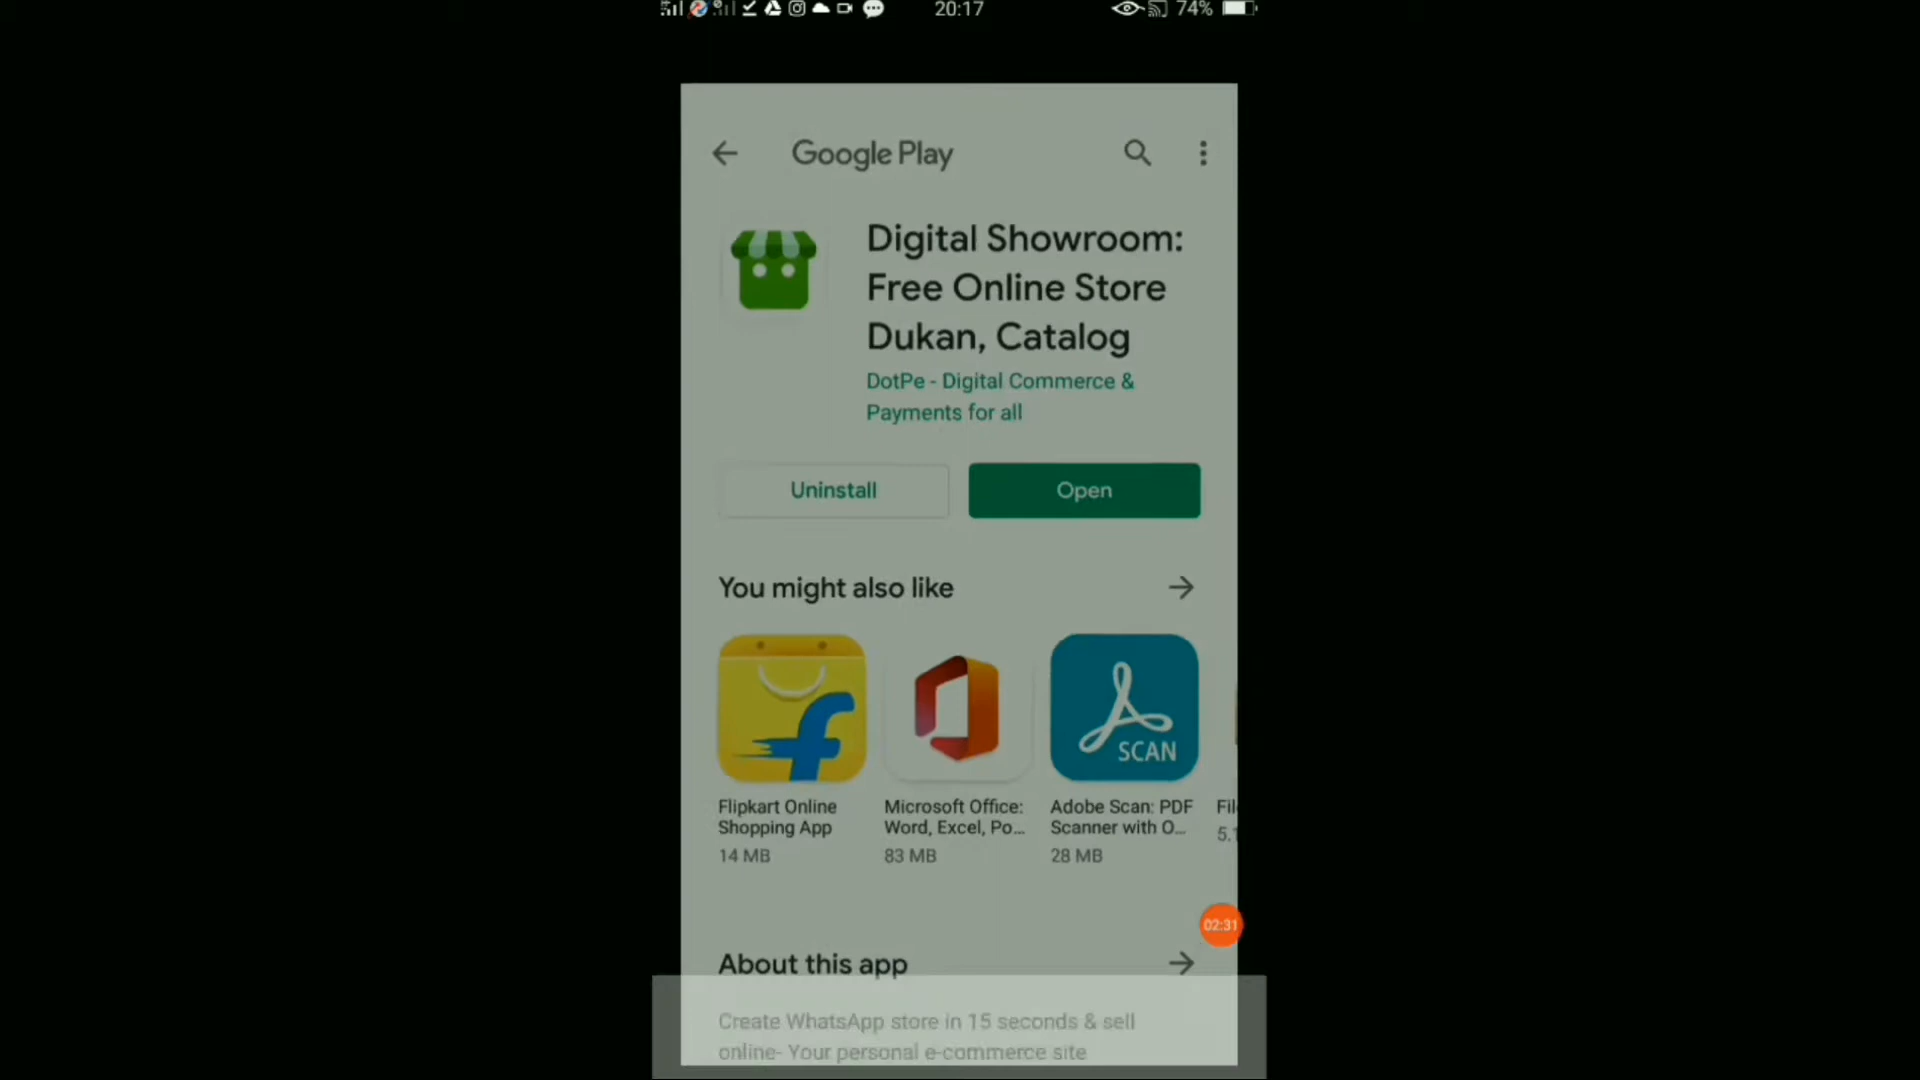 20:17
74%
Google Play
Digital Showroom:
Free Online Store
Dukan, Catalog
DotPe - Digital Commerce &
Payments for all
Uninstall
Open
You might also like
SCAN
Flipkart Online
Shopping App
14 MB
Microsoft Office:
Word, Excel, Po...
83 MB
Adobe Scan: PDF
Scanner with O...
28 MB
Fil
5.1
02:31
About this app
Create WhatsApp store in 15 seconds & sell
online- Your personal e-commerce site